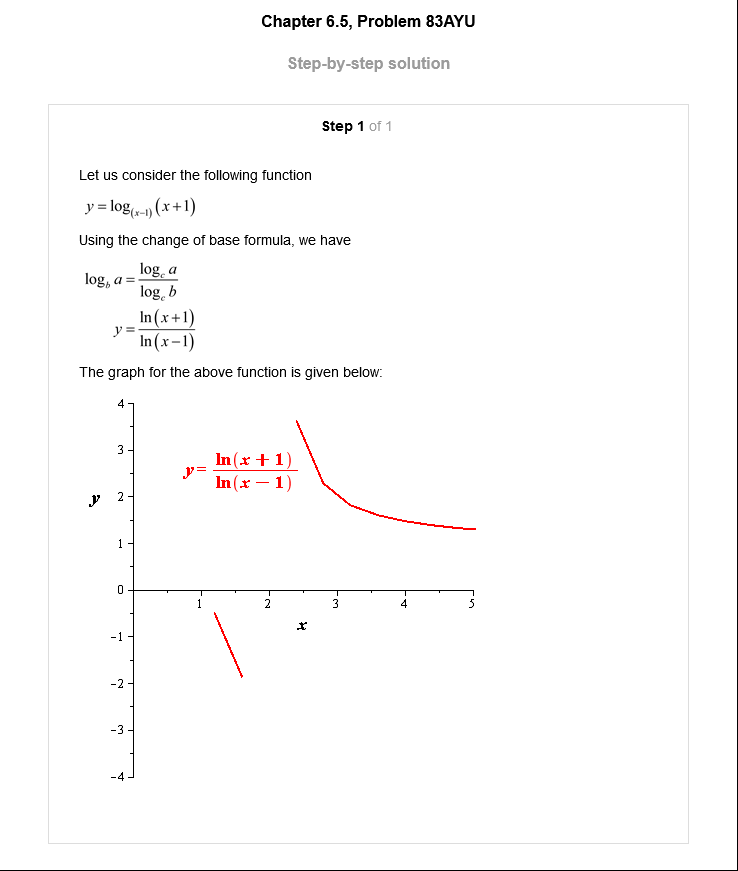 Chapter 6.5, Problem 83AYU
Step-by-step solution
Step 1 of 1
Let us consider the following function
y = log_(x−1) (x+1)
Using the change of base formula, we have
log_b a = log_c a / log_c b
y = ln(x+1) / ln(x−1)
The graph for the above function is given below:
4
3
y = ln(x + 1) / ln(x − 1)
y 2
1
0
1 2 3 4 5
x
-1
-2
-3
-4